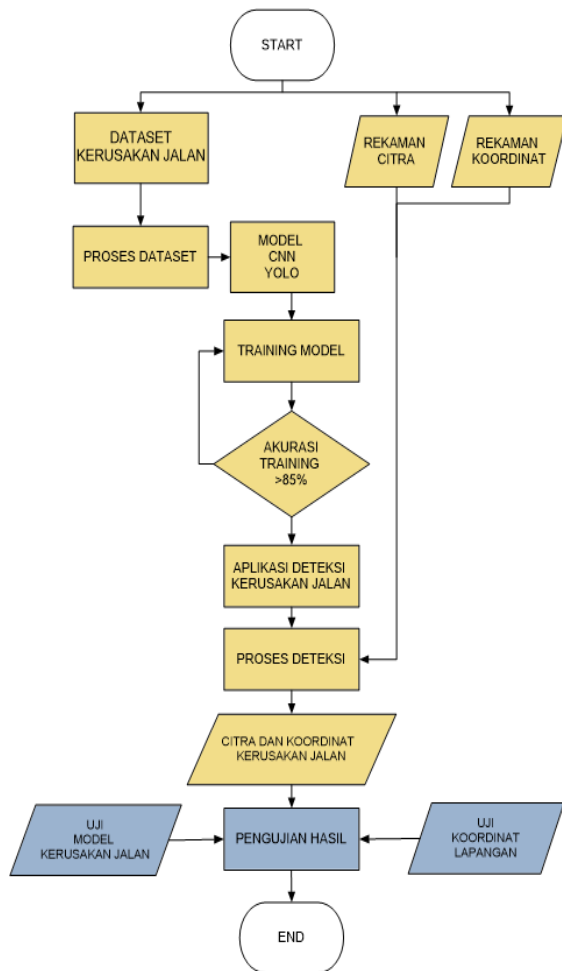 START
DATASET
KERUSAKAN JALAN
REKAMAN
CITRA
REKAMAN
KOORDINAT
PROSES DATASET
MODEL
CNN
YOLO
TRAINING MODEL
AKURASI
TRAINING
>85%
APLIKASI DETEKSI
KERUSAKAN JALAN
PROSES DETEKSI
CITRA DAN KOORDINAT
KERUSAKAN JALAN
UJI
MODEL
KERUSAKAN JALAN
PENGUJIAN HASIL
UJI
KOORDINAT
LAPANGAN
END